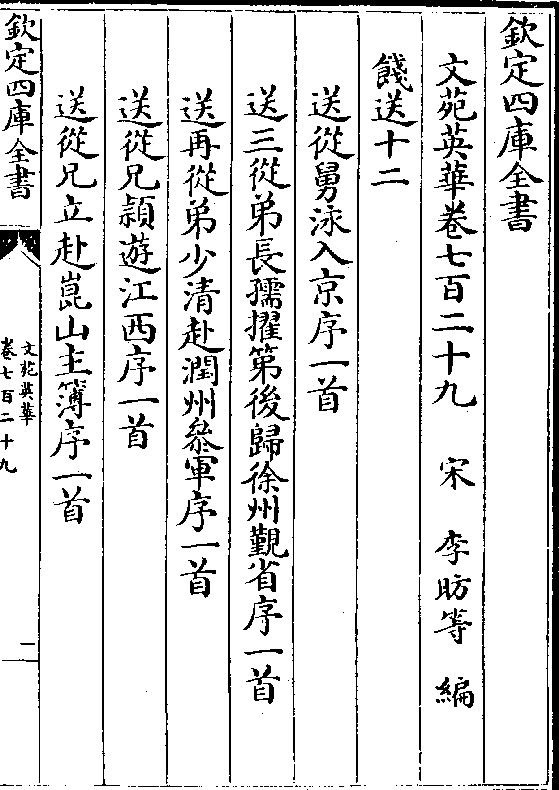 欽定四庫全書
文苑英華卷七百二十九 宋 李昉等 編
餞送十二
送從舅泳入京序一首
送三從弟長孺擢第後歸徐州覲省序一首
送再從弟少清赴潤州叅軍序一首
送從兄頴遊江西序一首
送從兄立赴崑山主簿序一首
欽定四庫全書
文苑英華
卷七百二十九
一